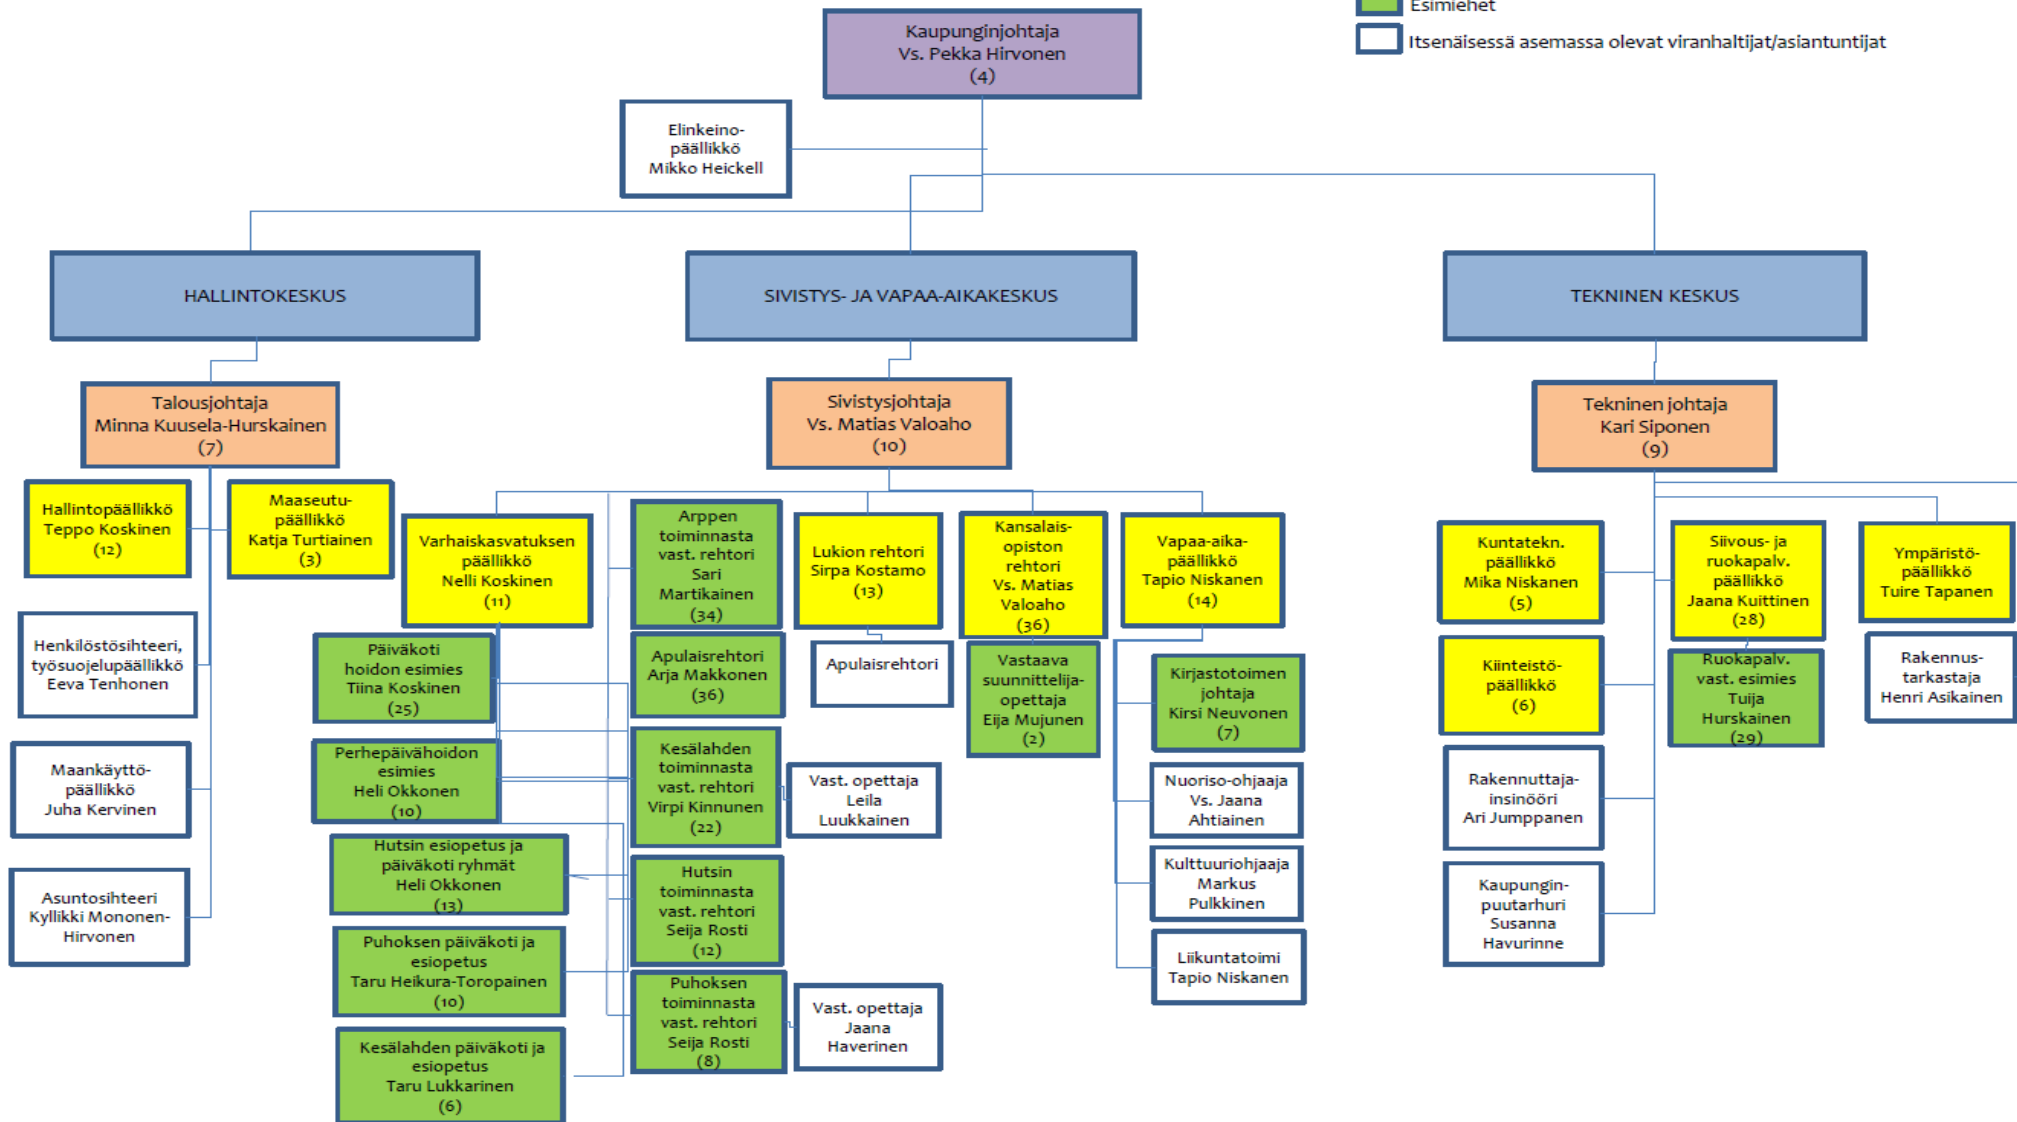 Esimiehet
Itsenäisessä asemassa olevat viranhaltijat/asiantuntijat
Kaupunginjohtaja
Vs. Pekka Hirvonen
(4)
Elinkeino-
päällikkö
Mikko Heickell
HALLINTOKESKUS
SIVISTYS- JA VAPAA-AIKAKESKUS
TEKNINEN KESKUS
Talousjohtaja
Minna Kuusela-Hurskainen
(7)
Sivistysjohtaja
Vs. Matias Valoaho
(10)
Tekninen johtaja
Kari Siponen
(9)
Hallintopäällikkö
Teppo Koskinen
(12)
Maaseutu-
päällikkö
Katja Turtiainen
(3)
Henkilöstösihteeri,
työsuojelupäällikkö
Eeva Tenhonen
Maankäyttö-
päällikkö
Juha Kervinen
Asuntosihteeri
Kyllikki Mononen-
Hirvonen
Varhaiskasvatuksen
päällikkö
Nelli Koskinen
(11)
Päiväkoti
hoidon esimies
Tiina Koskinen
(25)
Perhepäivähoidon
esimies
Heli Okkonen
(10)
Hutsin esiopetus ja
päiväkoti ryhmät
Heli Okkonen
(13)
Puhoksen päiväkoti ja
esiopetus
Taru Heikura-Toropainen
(10)
Kesälahden päiväkoti ja
esiopetus
Taru Lukkarinen
(6)
Arppen
toiminnasta
vast. rehtori
Sari
Martikainen
(34)
Apulaisrehtori
Arja Makkonen
(36)
Kesälahden
toiminnasta
vast. rehtori
Virpi Kinnunen
(22)
Vast. opettaja
Leila
Luukkainen
Hutsin
toiminnasta
vast. rehtori
Seija Rosti
(12)
Puhoksen
toiminnasta
vast. rehtori
Seija Rosti
(8)
Vast. opettaja
Jaana
Haverinen
Lukion rehtori
Sirpa Kostamo
(13)
Apulaisrehtori
Kansalais-
opiston
rehtori
Vs. Matias
Valoaho
(36)
Vastaava
suunnittelija-
opettaja
Eija Mujunen
(2)
Vapaa-aika-
päällikkö
Tapio Niskanen
(14)
Kirjastotoimen
johtaja
Kirsi Neuvonen
(7)
Nuoriso-ohjaaja
Vs. Jaana
Ahtiainen
Kulttuuriohjaaja
Markus
Pulkkinen
Liikuntatoimi
Tapio Niskanen
Kuntatekn.
päällikkö
Mika Niskanen
(5)
Kiinteistö-
päällikkö
(6)
Rakennuttaja-
insinööri
Ari Jumppanen
Kaupungin-
puutarhuri
Susanna
Havurinne
Siivous- ja
ruokapalv.
päällikkö
Jaana Kuittinen
(28)
Ruokapalv.
vast. esimies
Tuija
Hurskainen
(29)
Ympäristö-
päällikkö
Tuire Tapanen
Rakennus-
tarkastaja
Henri Asikainen